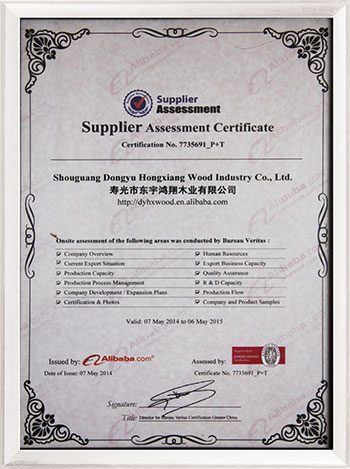 Supplier
Assessment
Supplier Assessment Certificate
Certification No. 7735691_P+T
Shouguang Dongyu Hongxiang Wood Industry Co., Ltd.
寿光市东宇鸿翔木业有限公司
http://dyhxwood.en.alibaba.com
Onsite assessment of the following areas was conducted by Bureau Veritas :
Company Overview
Human Resources
Current Export Situation
Export Business Capacity
Production Capacity
Quality Assurance
Production Process Management
R & D Capacity
Company Development / Expansion Plans
Production Flow
Certification & Photos
Company and Product Samples
Valid: 07 May 2014 to 06 May 2015
Issued by: Alibaba.com
Assessed by:
Date of Issue: 07 May 2014
Certificate No. 7735691_P+T
Signature:
Title: Director for Bureau Veritas Certification Greater China